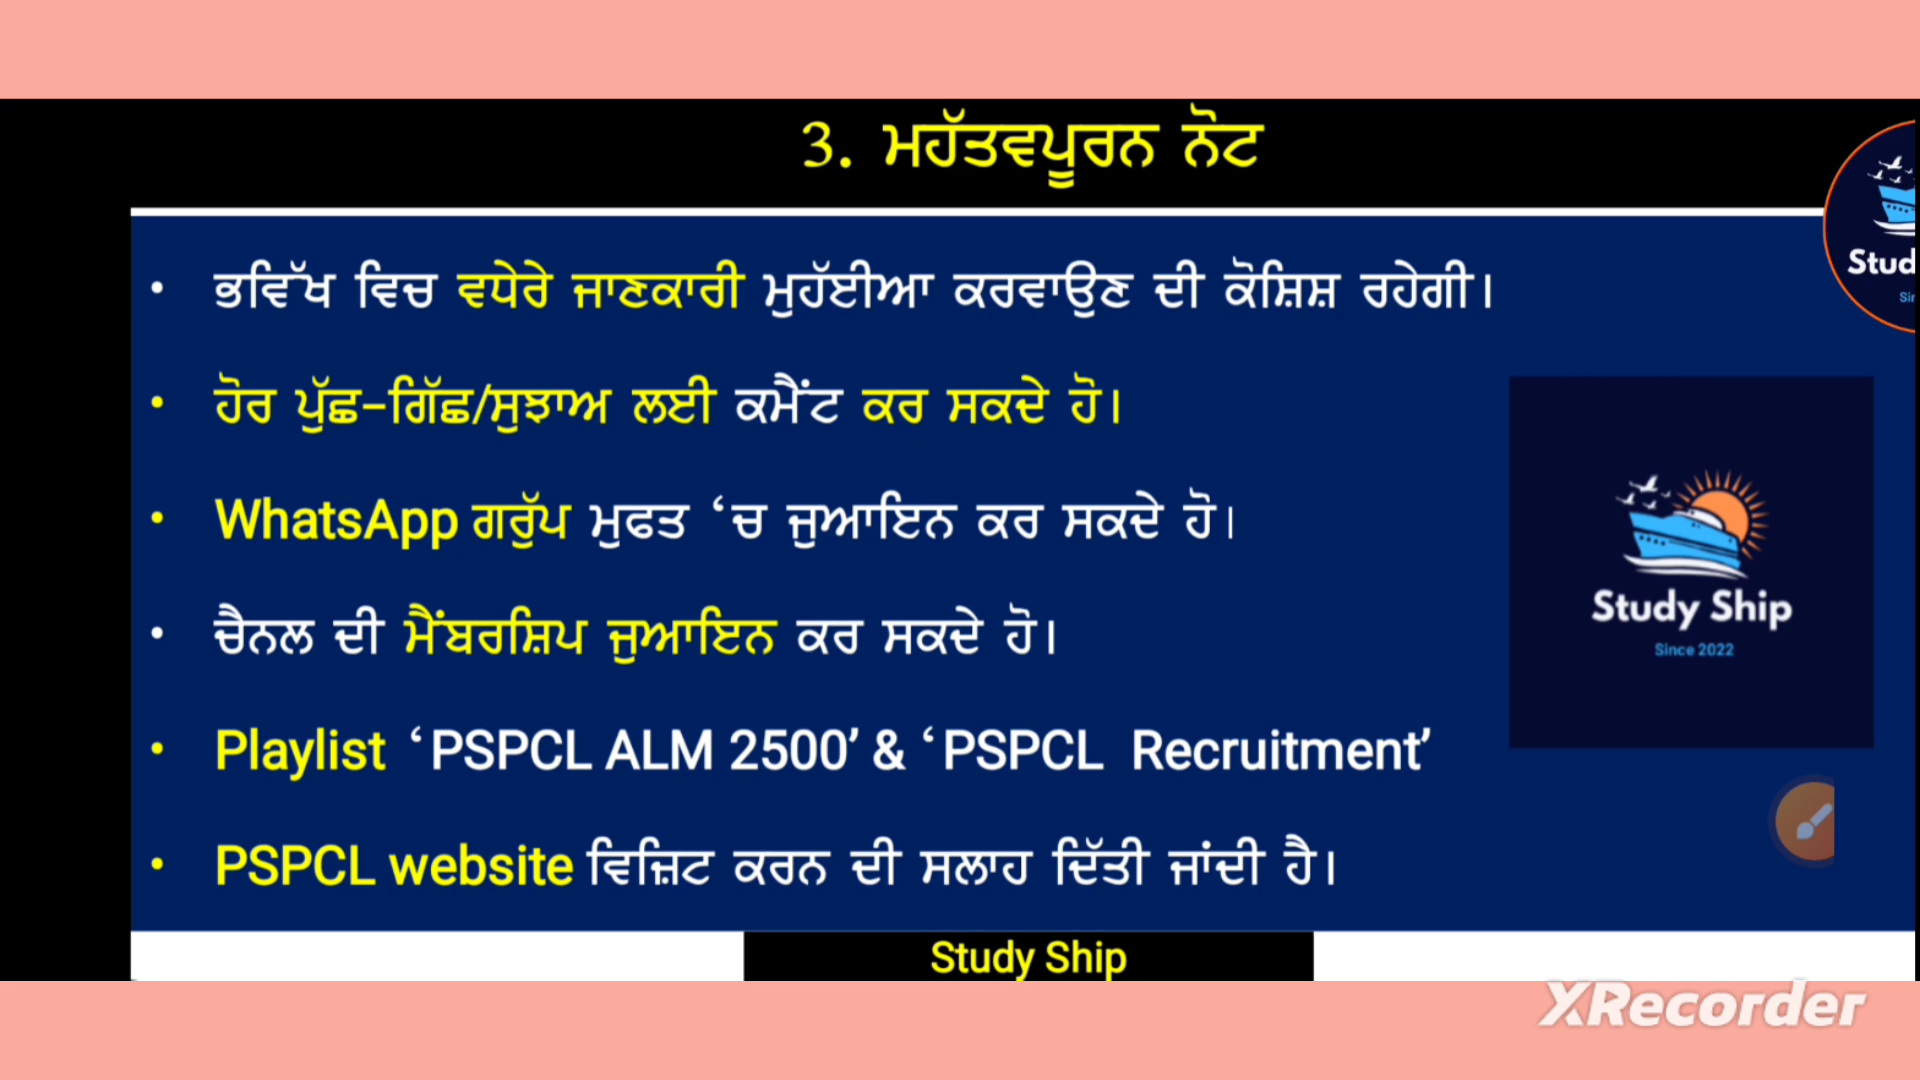 3. ਮਹੱਤਵਪੂਰਨ ਨੋਟ
• ਭਵਿੱਖ ਵਿਚ ਵਧੇਰੇ ਜਾਣਕਾਰੀ ਮੁਹੱਈਆ ਕਰਵਾਉਣ ਦੀ ਕੋਸ਼ਿਸ਼ ਰਹੇਗੀ।
• ਹੋਰ ਪੁੱਛ-ਗਿੱਛ/ਸੁਝਾਅ ਲਈ ਕਮੈਂਟ ਕਰ ਸਕਦੇ ਹੋ।
• WhatsApp ਗਰੁੱਪ ਮੁਫਤ ‘ਚ ਜੁਆਇਨ ਕਰ ਸਕਦੇ ਹੋ।
• ਚੈਨਲ ਦੀ ਮੈਂਬਰਸ਼ਿਪ ਜੁਆਇਨ ਕਰ ਸਕਦੇ ਹੋ।
• Playlist ‘PSPCL ALM 2500’ & ‘PSPCL Recruitment’
• PSPCL website ਵਿਜ਼ਿਟ ਕਰਨ ਦੀ ਸਲਾਹ ਦਿੱਤੀ ਜਾਂਦੀ ਹੈ।
Study Ship
Since 2022
Study Ship
XRecorder